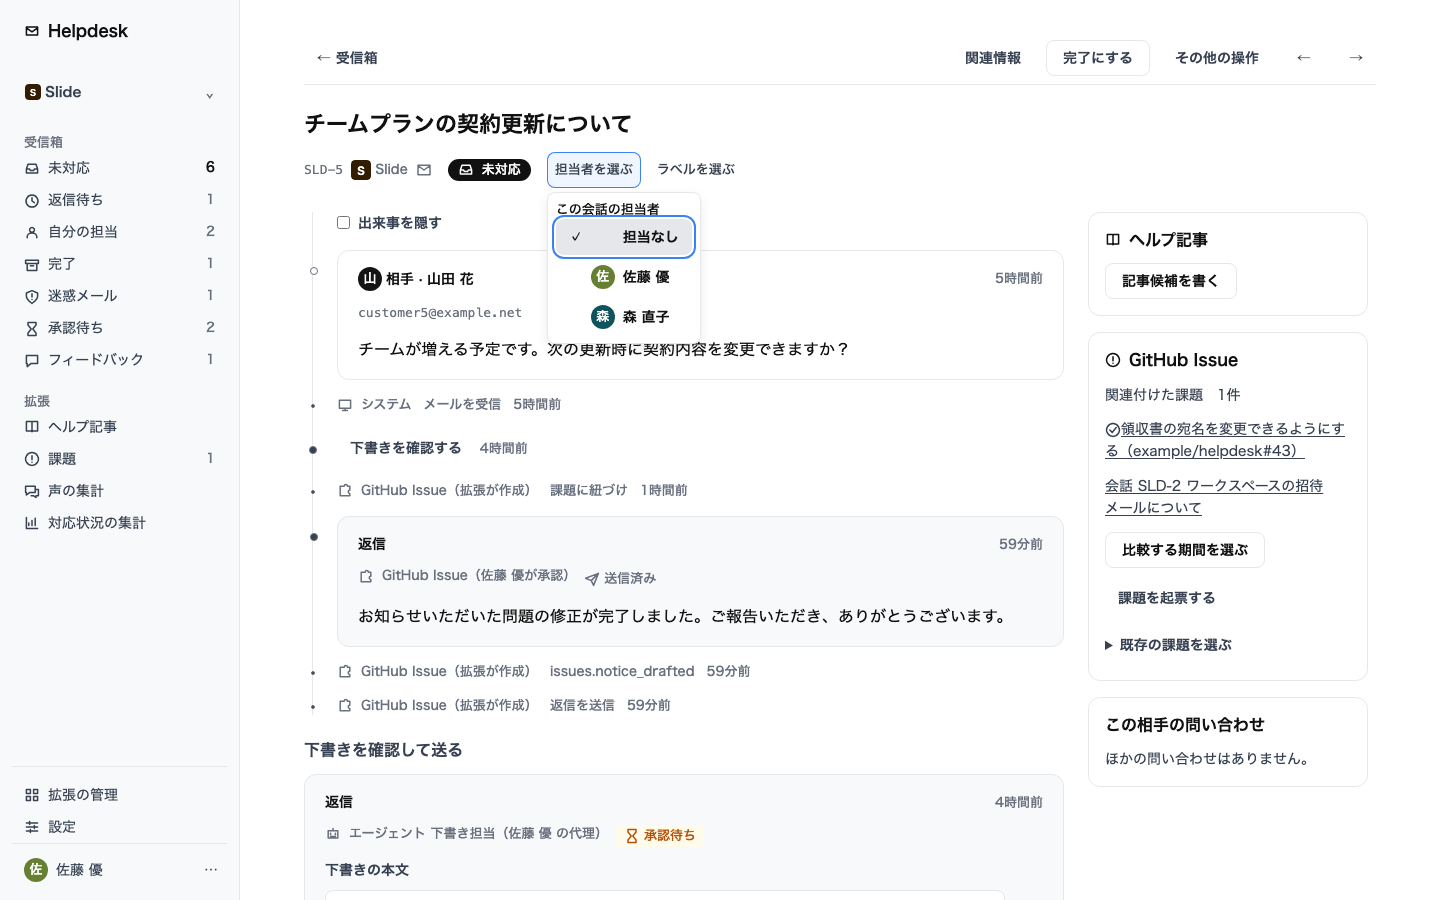 Helpdesk
S Slide
受信箱
未対応 6
返信待ち 1
自分の担当 2
完了 1
迷惑メール 1
承認待ち 2
フィードバック 1
拡張
ヘルプ記事
課題 1
声の集計
対応状況の集計
拡張の管理
設定
佐 佐藤 優 …
← 受信箱
関連情報 完了にする その他の操作 ← →
チームプランの契約更新について
SLD-5 S Slide 未対応 担当者を選ぶ ラベルを選ぶ
この会話の担当者
✓ 担当なし
佐 佐藤 優
森 森 直子
出来事を隠す
山 相手 · 山田 花 5時間前
customer5@example.net
チームが増える予定です。次の更新時に契約内容を変更できますか？
システム メールを受信 5時間前
下書きを確認する 4時間前
GitHub Issue（拡張が作成） 課題に紐づけ 1時間前
返信 59分前
GitHub Issue（佐藤 優が承認） 送信済み
お知らせいただいた問題の修正が完了しました。ご報告いただき、ありがとうございます。
GitHub Issue（拡張が作成） issues.notice_drafted 59分前
GitHub Issue（拡張が作成） 返信を送信 59分前
下書きを確認して送る
返信 4時間前
エージェント 下書き担当（佐藤 優 の代理） 承認待ち
下書きの本文
ヘルプ記事
記事候補を書く
GitHub Issue
関連付けた課題 1件
領収書の宛名を変更できるようにす
る（example/helpdesk#43）
会話 SLD-2 ワークスペースの招待
メールについて
比較する期間を選ぶ
課題を起票する
▶ 既存の課題を選ぶ
この相手の問い合わせ
ほかの問い合わせはありません。